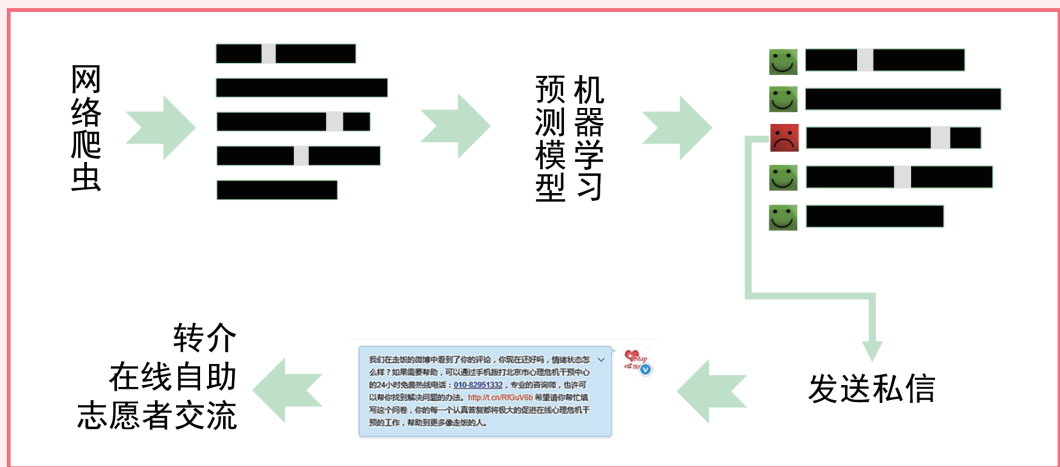 网络爬虫
机器学习
预测模型
发送私信
我们在走饭的微博中看到了你的评论，你现在还好吗，情绪状态怎
么样？如果需要帮助，可以通过手机拨打北京市心理危机干预中心
的24小时免费热线电话：010-82951332，专业的咨询师，也许可
以帮你找到解决问题的办法。http://t.cn/RfGuV6b 希望请你帮忙填
写这个问卷，你的每一个认真答复都将极大的促进在线心理危机干
预的工作，帮助到更多像走饭的人。
转介
在线自助
志愿者交流